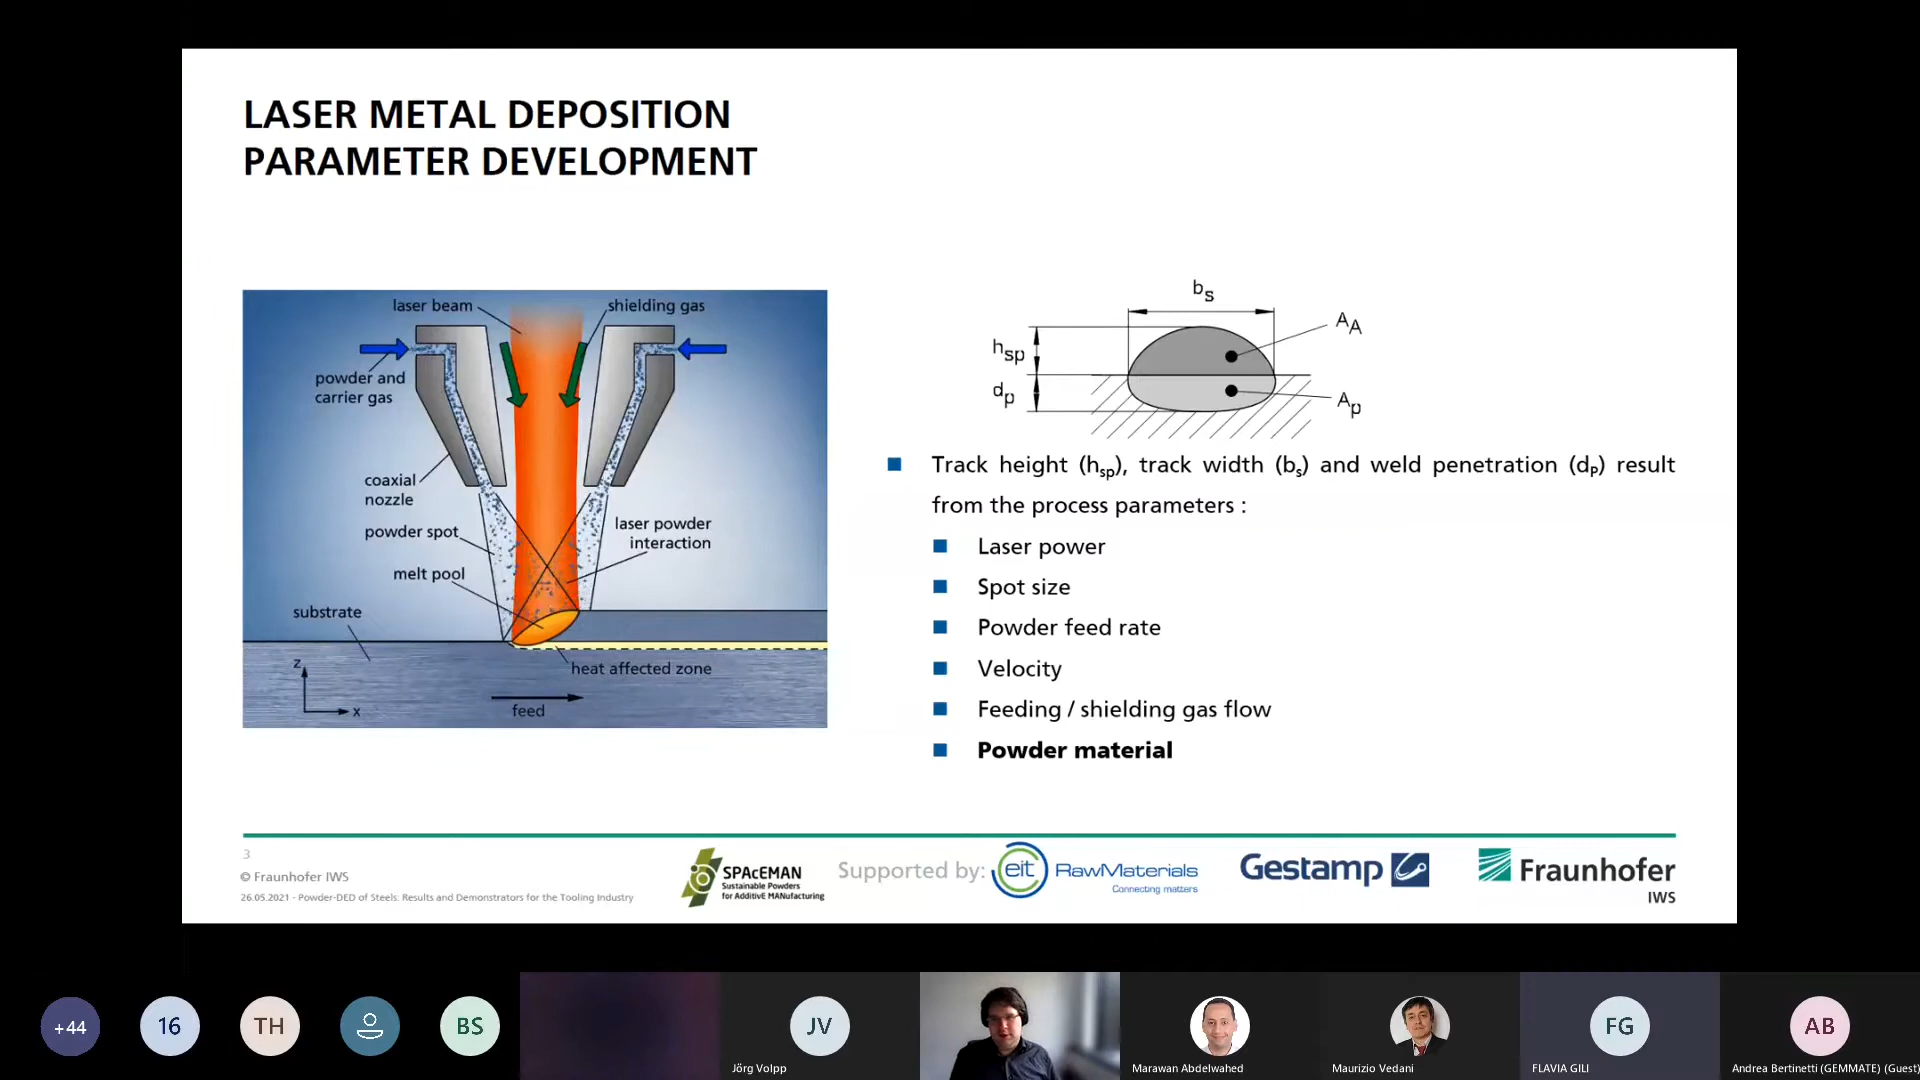 LASER METAL DEPOSITION
PARAMETER DEVELOPMENT
laser beam
shielding gas
powder and
carrier gas
coaxial
nozzle
powder spot
laser powder
interaction
melt pool
substrate
heat affected zone
z
x
feed
bs
hsp
dp
AA
Ap
Track height (hsp), track width (bs) and weld penetration (dP) result
from the process parameters :
Laser power
Spot size
Powder feed rate
Velocity
Feeding / shielding gas flow
Powder material
3
© Fraunhofer IWS
26.05.2021 - Powder-DED of Steels: Results and Demonstrators for the Tooling Industry
SPAcEMAN
Sustainable Powders
for AdditivE MANufacturing
Supported by:
eit
RawMaterials
Connecting matters
Gestamp
Fraunhofer
IWS
+44
16
TH
BS
JV
Jörg Volpp
Marawan Abdelwahed
Maurizio Vedani
FG
FLAVIA GILI
AB
Andrea Bertinetti (GEMMATE) (Guest)